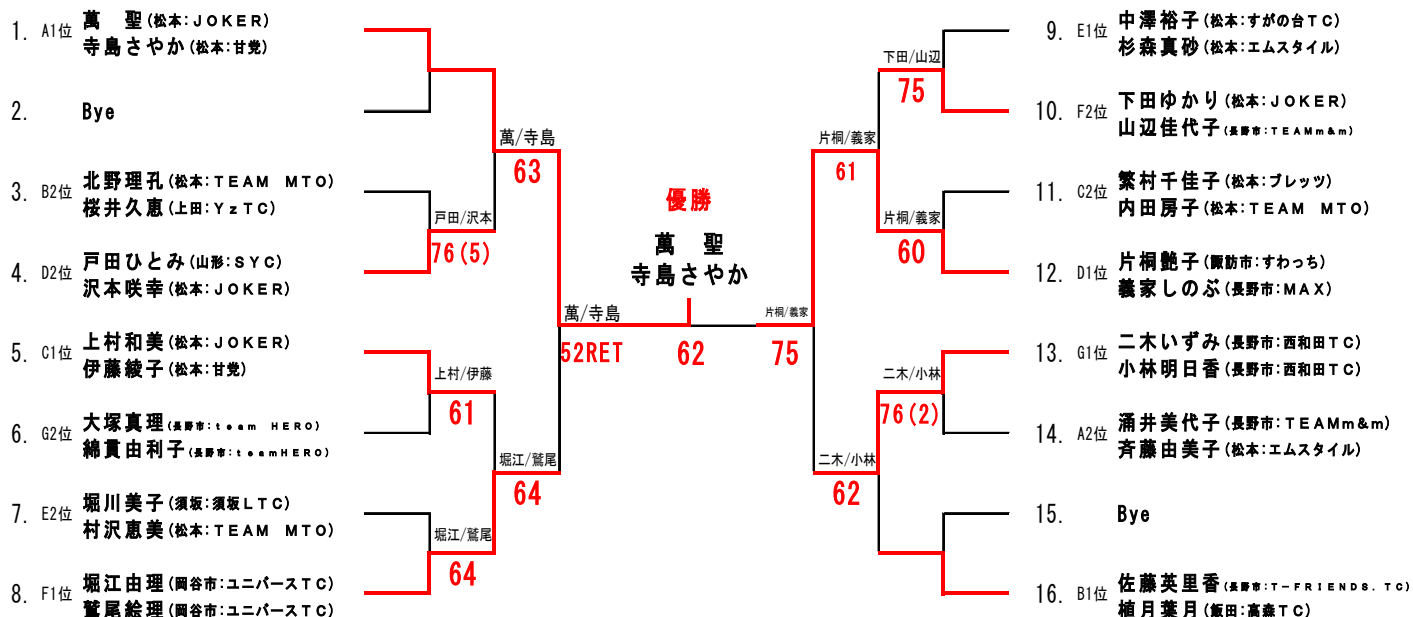 1. A1位 萬　聖(松本:JOKER)
寺島さやか(松本:甘党)
2. Bye
3. B2位 北野理孔(松本:TEAM MTO)
桜井久恵(上田:YzTC)
4. D2位 戸田ひとみ(山形:SYC)
沢本咲幸(松本:JOKER)
5. C1位 上村和美(松本:JOKER)
伊藤綾子(松本:甘党)
6. G2位 大塚真理(長野市:team HERO)
綿貫由利子(長野市:teamHERO)
7. E2位 堀川美子(須坂:須坂LTC)
村沢恵美(松本:TEAM MTO)
8. F1位 堀江由理(岡谷市:ユニバースTC)
鷲尾絵理(岡谷市:ユニバースTC)
萬/寺島
63
戸田/沢本
76(5)
萬/寺島
52RET
上村/伊藤
61
堀江/鷲尾
64
堀江/鷲尾
64
優勝
萬　聖
寺島さやか
62
下田/山辺
75
片桐/義家
61
片桐/義家
60
片桐/義家
75
二木/小林
76(2)
二木/小林
62
9. E1位 中澤裕子(松本:すがの台TC)
杉森真砂(松本:エムスタイル)
10. F2位 下田ゆかり(松本:JOKER)
山辺佳代子(長野市:TEAMm&m)
11. C2位 繁村千佳子(松本:ブレッツ)
内田房子(松本:TEAM MTO)
12. D1位 片桐艶子(諏訪市:すわっち)
義家しのぶ(長野市:MAX)
13. G1位 二木いずみ(長野市:西和田TC)
小林明日香(長野市:西和田TC)
14. A2位 涌井美代子(長野市:TEAMm&m)
斉藤由美子(松本:エムスタイル)
15. Bye
16. B1位 佐藤英里香(長野市:T-FRIENDS. TC)
植月葉月(飯田:高森TC)